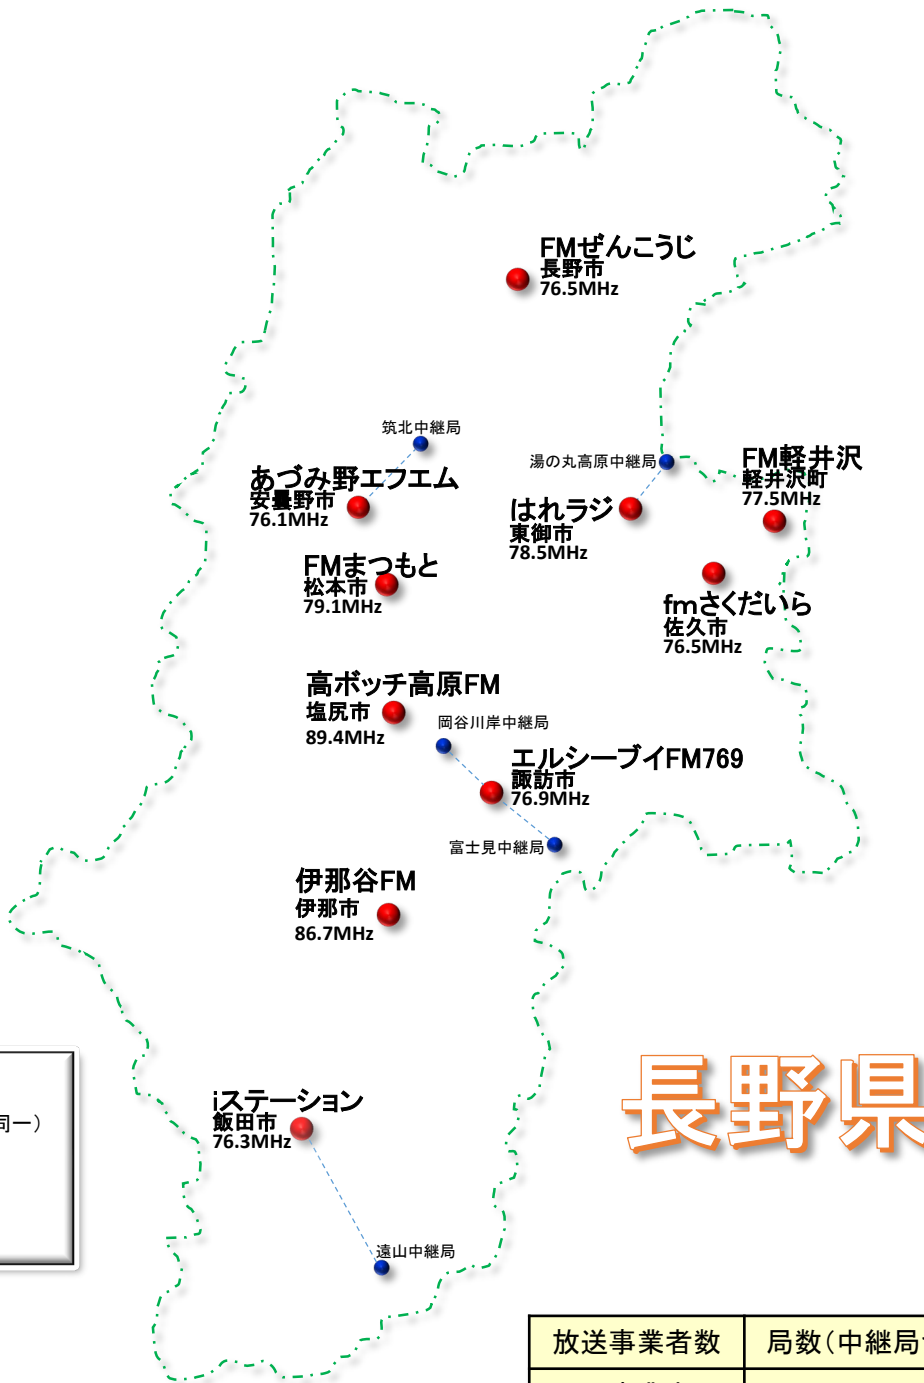 FMぜんこうじ
長野市
76.5MHz
筑北中継局
あづみ野エフエム
安曇野市
76.1MHz
湯の丸高原中継局
はれラジ
東御市
78.5MHz
FM軽井沢
軽井沢町
77.5MHz
FMまつもと
松本市
79.1MHz
fmさくだいら
佐久市
76.5MHz
高ボッチ高原FM
塩尻市
89.4MHz
岡谷川岸中継局
エルシーブイFM769
諏訪市
76.9MHz
富士見中継局
伊那谷FM
伊那市
86.7MHz
同一）
長野県
iステーション
飯田市
76.3MHz
遠山中継局
放送事業者数
局数（中継局